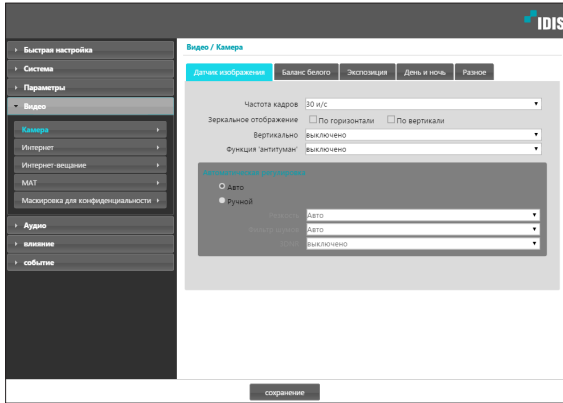 IDIS
Быстрая настройка
Система
Параметры
Видео
Камера
Интернет
Интернет-вещание
MAT
Маскировка для конфиденциальности
Аудио
влияние
событие
Видео / Камера
Датчик изображения Баланс белого Экспозиция День и ночь Разное
Частота кадров 30 и/с
Зеркальное отображение По горизонтали По вертикали
Вертикально выключено
Функция 'антитуман' выключено
Авто
Ручной
Авто
Авто
выключено
сохранение